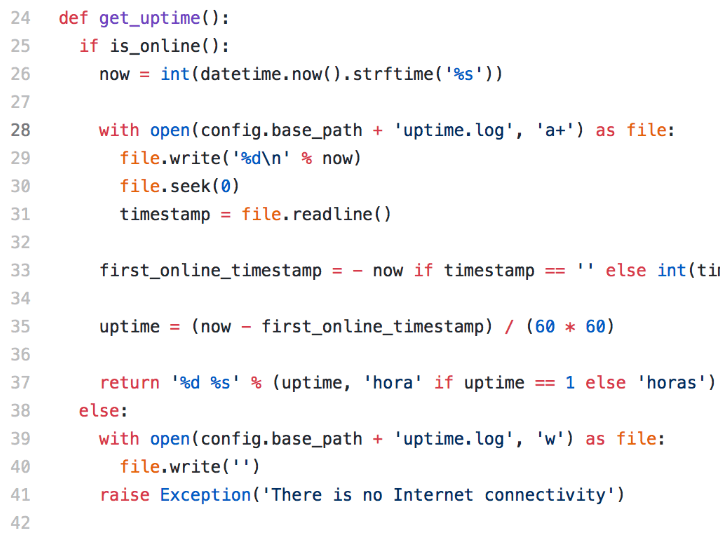 24 def get_uptime():
25 if is_online():
26 now = int(datetime.now().strftime('%s'))
27
28 with open(config.base_path + 'uptime.log', 'a+') as file:
29 file.write('%d\n' % now)
30 file.seek(0)
31 timestamp = file.readline()
32
33 first_online_timestamp = - now if timestamp == '' else int(tim
34
35 uptime = (now - first_online_timestamp) / (60 * 60)
36
37 return '%d %s' % (uptime, 'hora' if uptime == 1 else 'horas')
38 else:
39 with open(config.base_path + 'uptime.log', 'w') as file:
40 file.write('')
41 raise Exception('There is no Internet connectivity')
42